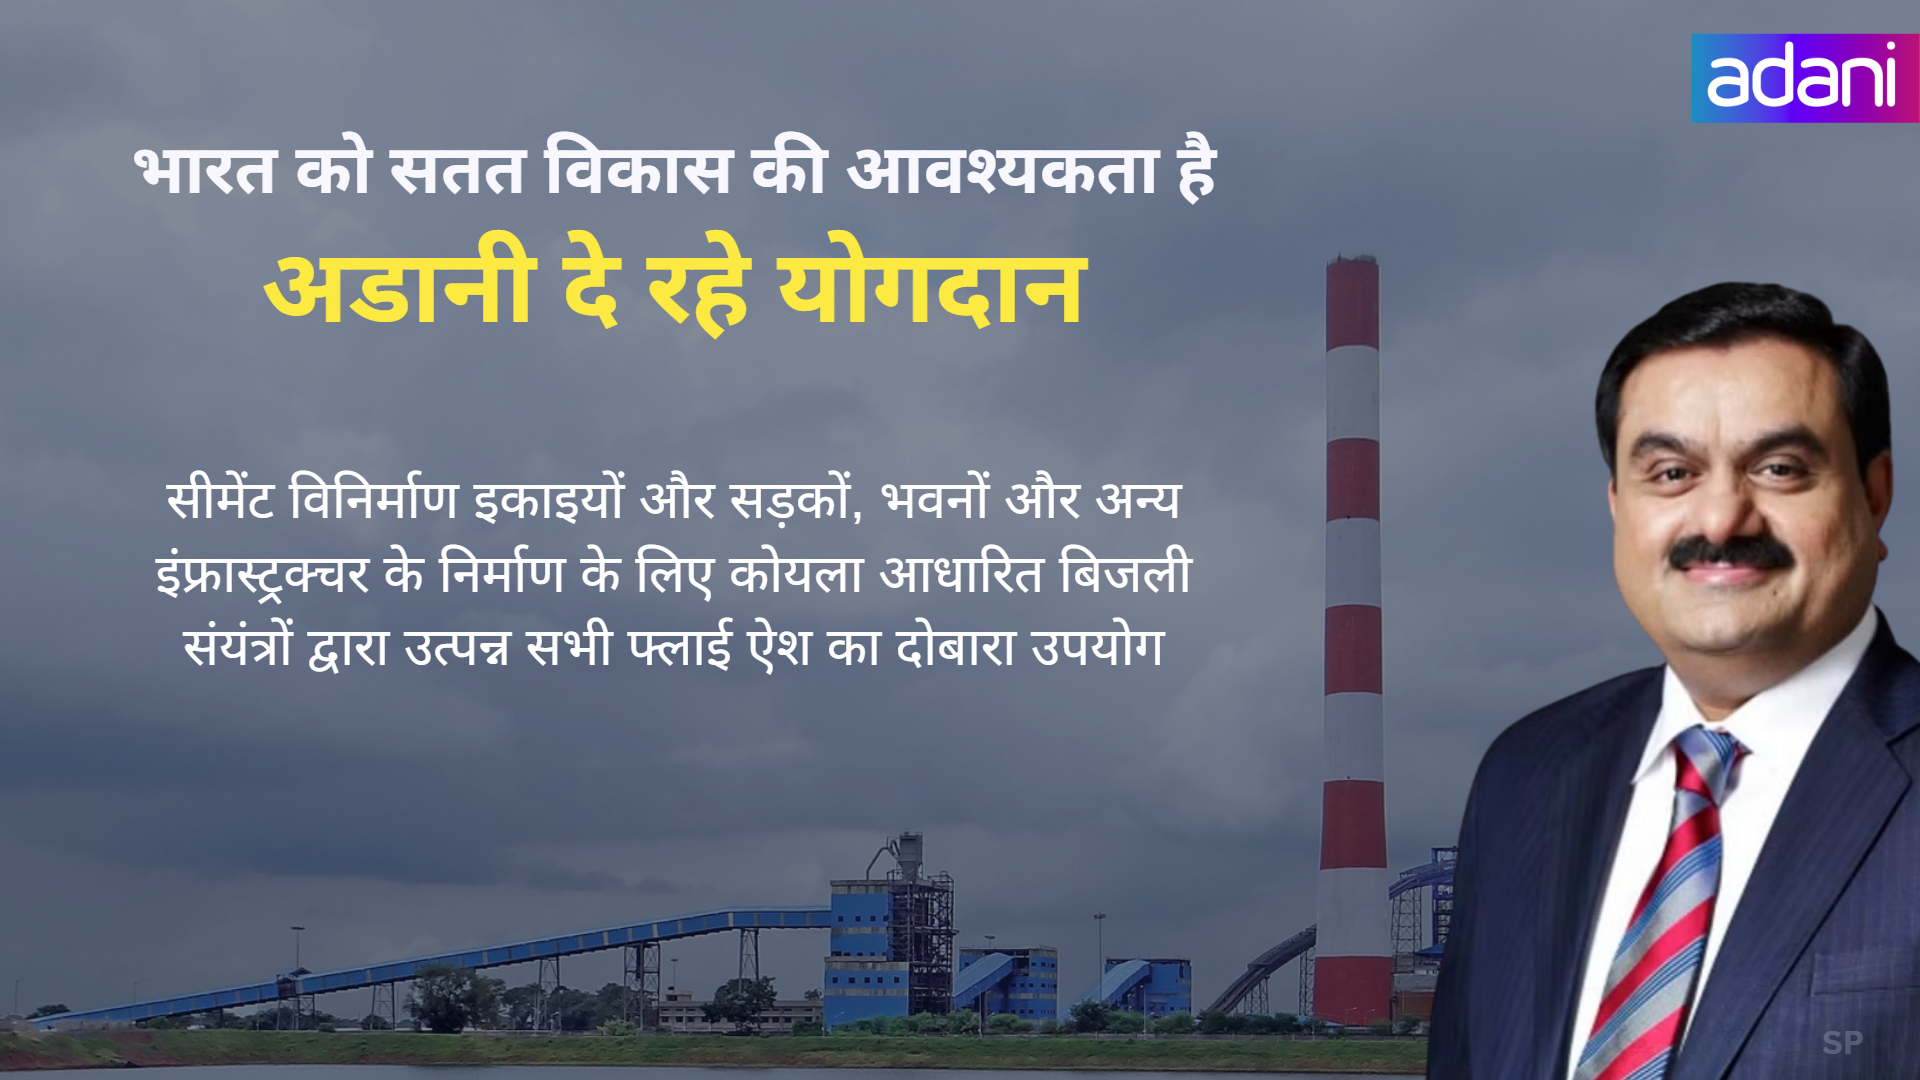 adani
भारत को सतत विकास की आवश्यकता है
अडानी दे रहे योगदान
सीमेंट विनिर्माण इकाइयों और सड़कों, भवनों और अन्य
इंफ्रास्ट्रक्चर के निर्माण के लिए कोयला आधारित बिजली
संयंत्रों द्वारा उत्पन्न सभी फ्लाई ऐश का दोबारा उपयोग
SP